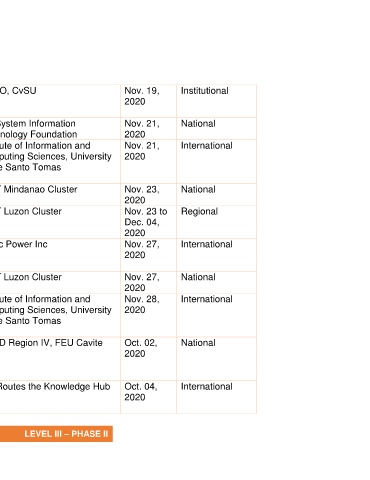 O, CvSU Nov. 19, Institutional
2020
System Information Nov. 21, National
nology Foundation 2020
ute of Information and Nov. 21, International
puting Sciences, University 2020
e Santo Tomas
T Mindanao Cluster Nov. 23, National
2020
T Luzon Cluster Nov. 23 to Regional
Dec. 04,
2020
c Power Inc Nov. 27, International
2020
T Luzon Cluster Nov. 27, National
2020
ute of Information and Nov. 28, International
puting Sciences, University 2020
e Santo Tomas
D Region IV, FEU Cavite Oct. 02, National
2020
Routes the Knowledge Hub Oct. 04, International
2020
LEVEL III – PHASE II